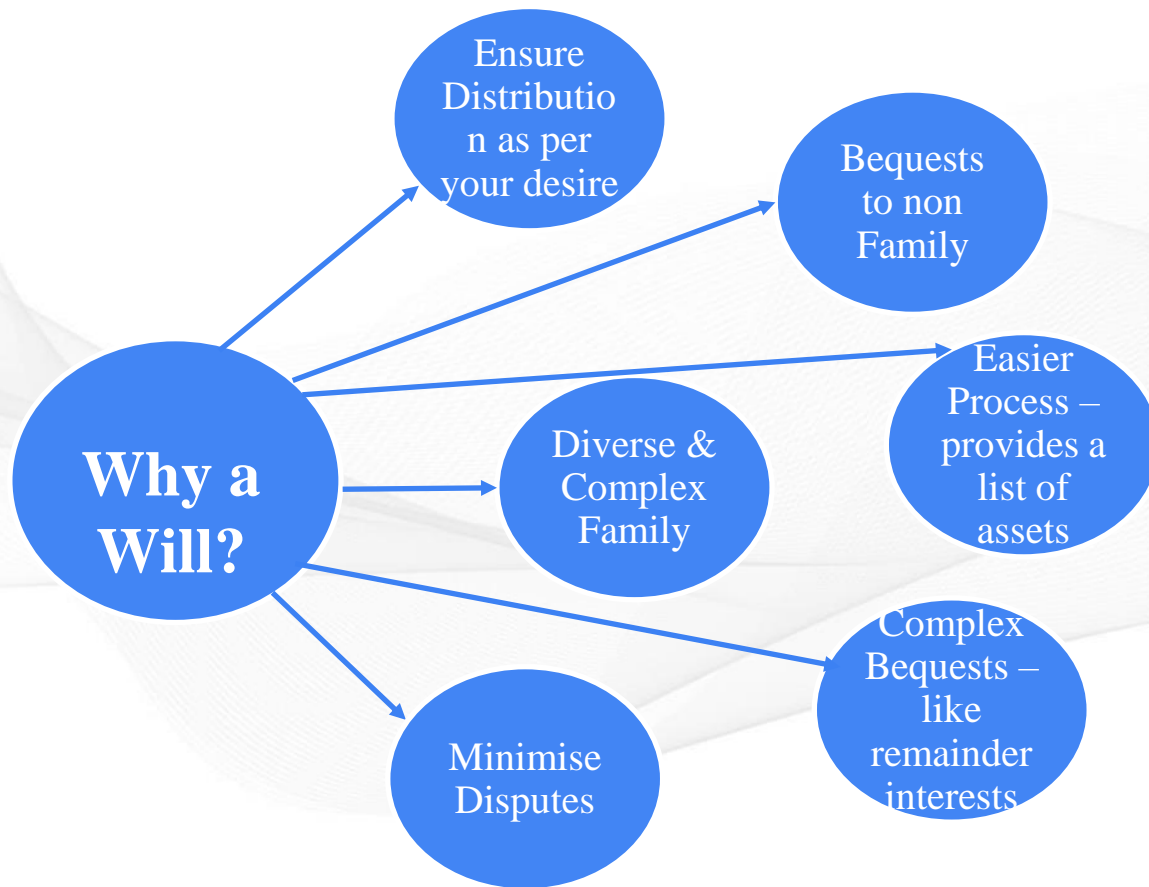 Ensure
Distributio
n as per
your desire
Bequests
to non
Family
Easier
Process –
provides a
list of
assets
Why a
Will?
Diverse &
Complex
Family
Complex
Bequests –
like
remainder
interests
Minimise
Disputes